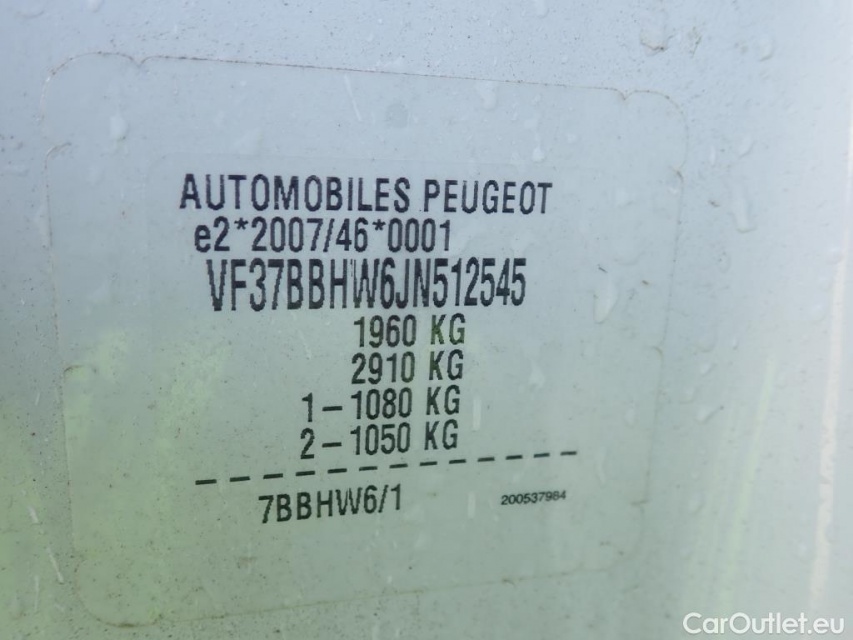 AUTOMOBILES PEUGEOT
e2*2007/46*0001
VF37BBHW6JN512545
1960 KG
2910 KG
1-1080 KG
2-1050 KG
7BBHW6/1 200537984
CarOutlet.eu